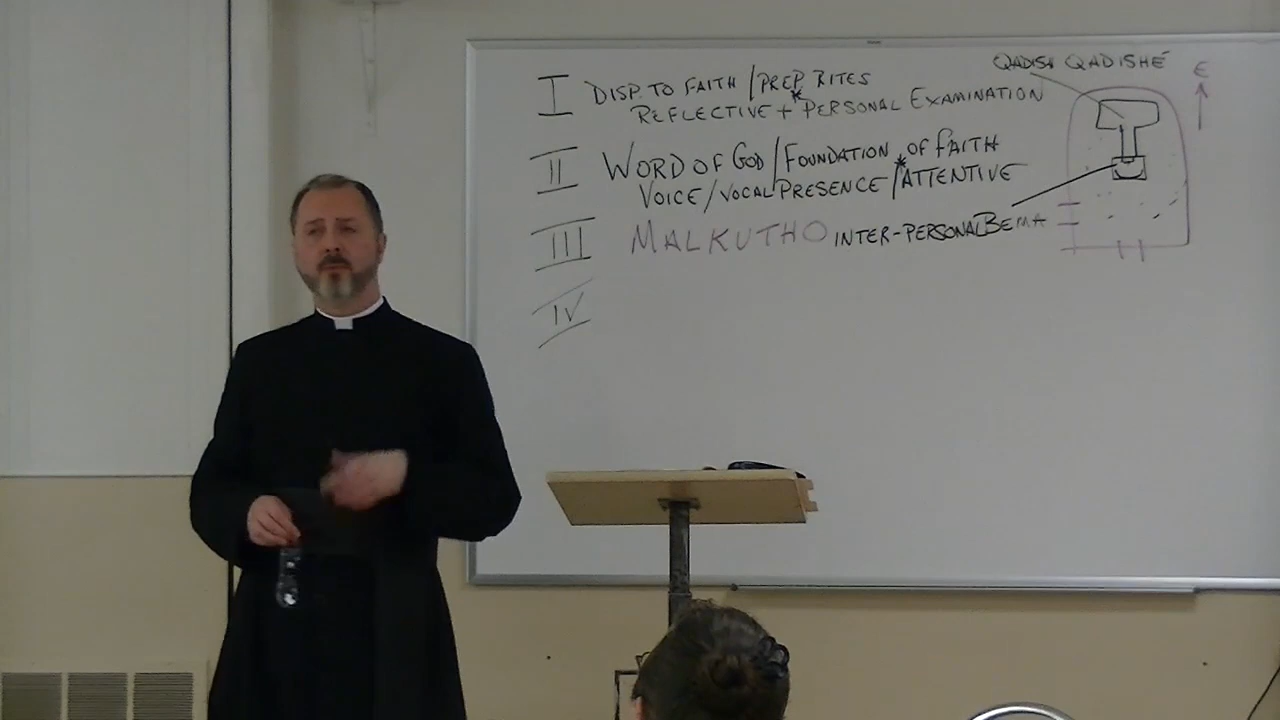 I DISP. TO FAITH / PREP RITES
REFLECTIVE + * PERSONAL EXAMINATION
II WORD OF GOD / FOUNDATION OF FAITH
VOICE / VOCAL PRESENCE / * ATTENTIVE
III MALKUTHO INTER-PERSONAL
IV
QADISH QADISHÉ
E
BEMA